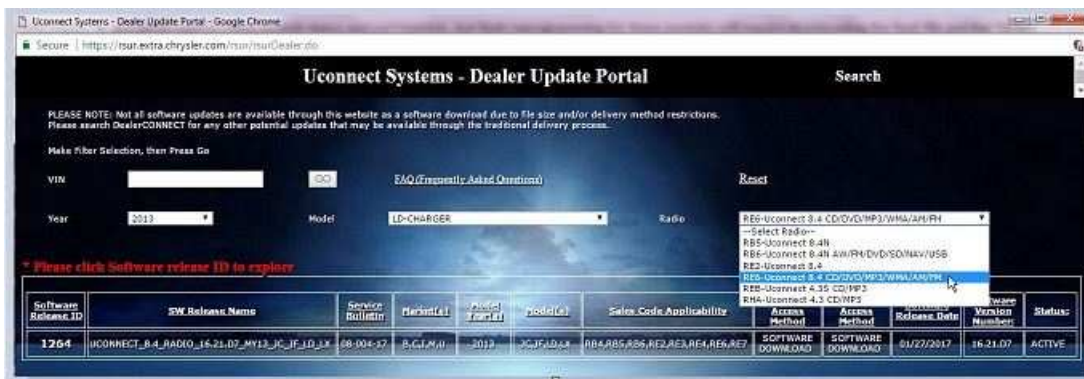 Uconnect Systems - Dealer Update Portal - Google Chrome
Secure https://rsur.extra.chrysler.com/rsur/rsurDealer.do
Uconnect Systems - Dealer Update Portal Search
PLEASE NOTE: Not all software updates are available through this website as a software download due to file size and/or delivery method restrictions.
Please search DealerCONNECT for any other potential updates that may be available through the traditional delivery process.
Make Filter Selection, then Press Go
VIN GO FAQ (Frequently Asked Questions) Reset
Year 2013 Model LD-CHARGER Radio RE6-Uconnect 8.4 CD/DVD/MP3/WMA/AM/FM
--Select Radio--
RB5-Uconnect 8.4N
RB6-Uconnect 8.4N AW/FM/DVD/SD/NAV/USB
RE2-Uconnect 8.4
RE6-Uconnect 8.4 CD/DVD/MP3/WMA/AM/FM
REB-Uconnect 4.3S CD/MP3
RHA-Uconnect 4.3 CD/MP3
* Please click Software release ID to explore
Software Release ID SW Release Name Service Bulletin Market(s) Model Year(s) Model(s) Sales Code Applicability Access Method Access Method Release Date Version Number: Status:
1264 UCONNECT_8.4_RADIO_16.21.07_MY13_JC_JF_LD_LX 08-004-17 B,C,I,M,U 2013 JC,JF,LD,LX RB4,RB5,RB6,RE2,RE3,RE4,RE6,RE7 SOFTWARE DOWNLOAD SOFTWARE DOWNLOAD 01/27/2017 16.21.07 ACTIVE